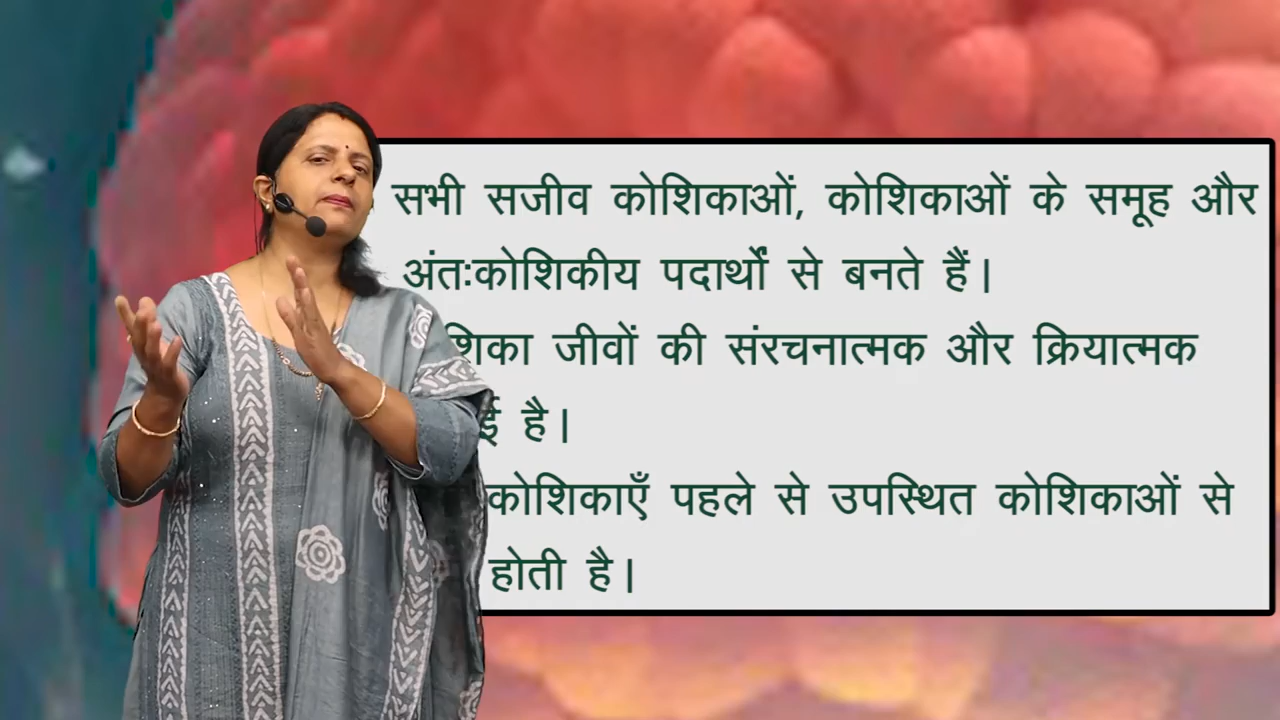 सभी सजीव कोशिकाओं, कोशिकाओं के समूह और
अंतःकोशिकीय पदार्थों से बनते हैं।
जीवों की संरचनात्मक और क्रियात्मक
है।
कोशिकाएँ पहले से उपस्थित कोशिकाओं से
होती है।